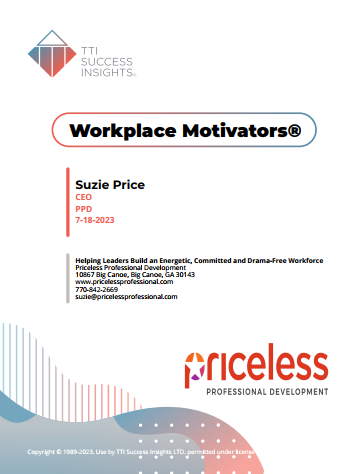 TTI
SUCCESS
INSIGHTS
Workplace Motivators®
Suzie Price
CEO
PPD
7-18-2023
Helping Leaders Build an Energetic, Committed and Drama-Free Workforce
Priceless Professional Development
10867 Big Canoe, Big Canoe, GA 30143
www.pricelessprofessional.com
770-842-2669
suzie@pricelessprofessional.com
priceless
PROFESSIONAL DEVELOPMENT
Copyright © 1989-2023. Use by TTI Success Insights LTD. permitted under license